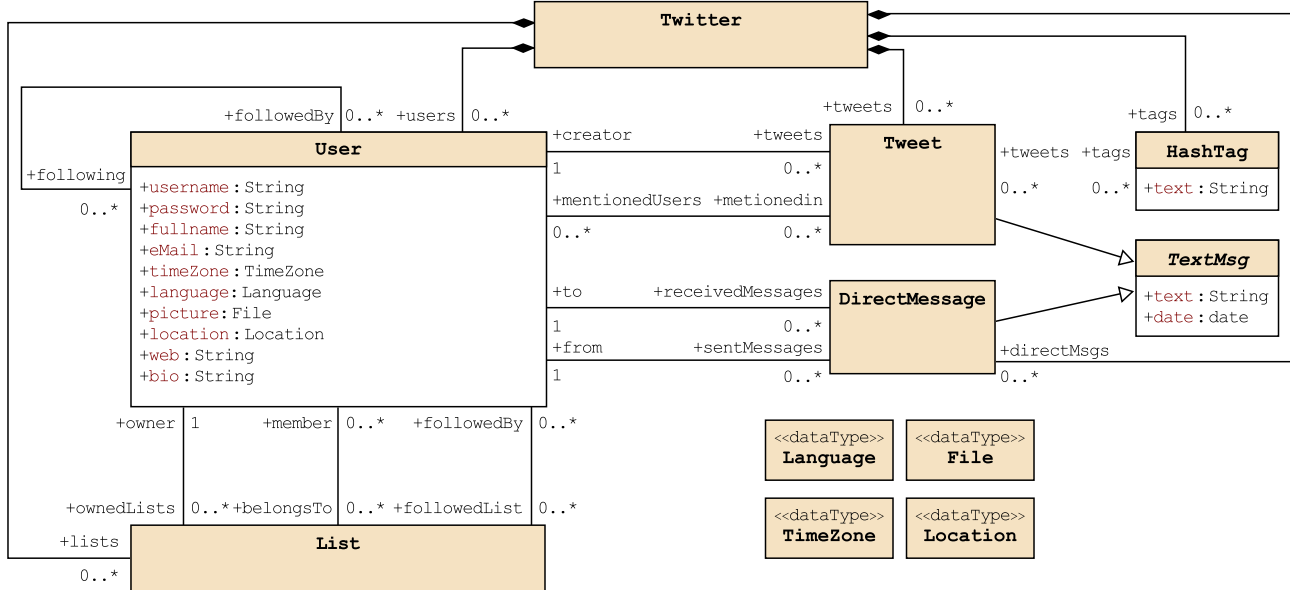 Twitter
+followedBy 0..* +users 0..*
+tweets 0..*
+tags 0..*
+following
0..*
User
+username:String
+password:String
+fullname:String
+eMail:String
+timeZone:TimeZone
+language:Language
+picture:File
+location:Location
+web:String
+bio:String
+creator +tweets
1 0..*
+mentionedUsers +metionedin
0..* 0..*
Tweet
+tweets +tags
0..* 0..*
HashTag
+text:String
TextMsg
+text:String
+date:date
+to +receivedMessages
1 0..*
+from +sentMessages
1 0..*
DirectMessage
+directMsgs
0..*
+owner 1 +member 0..* +followedBy 0..*
+ownedLists 0..* +belongsTo 0..* +followedList 0..*
+lists
0..*
List
<<dataType>>
Language
<<dataType>>
File
<<dataType>>
TimeZone
<<dataType>>
Location